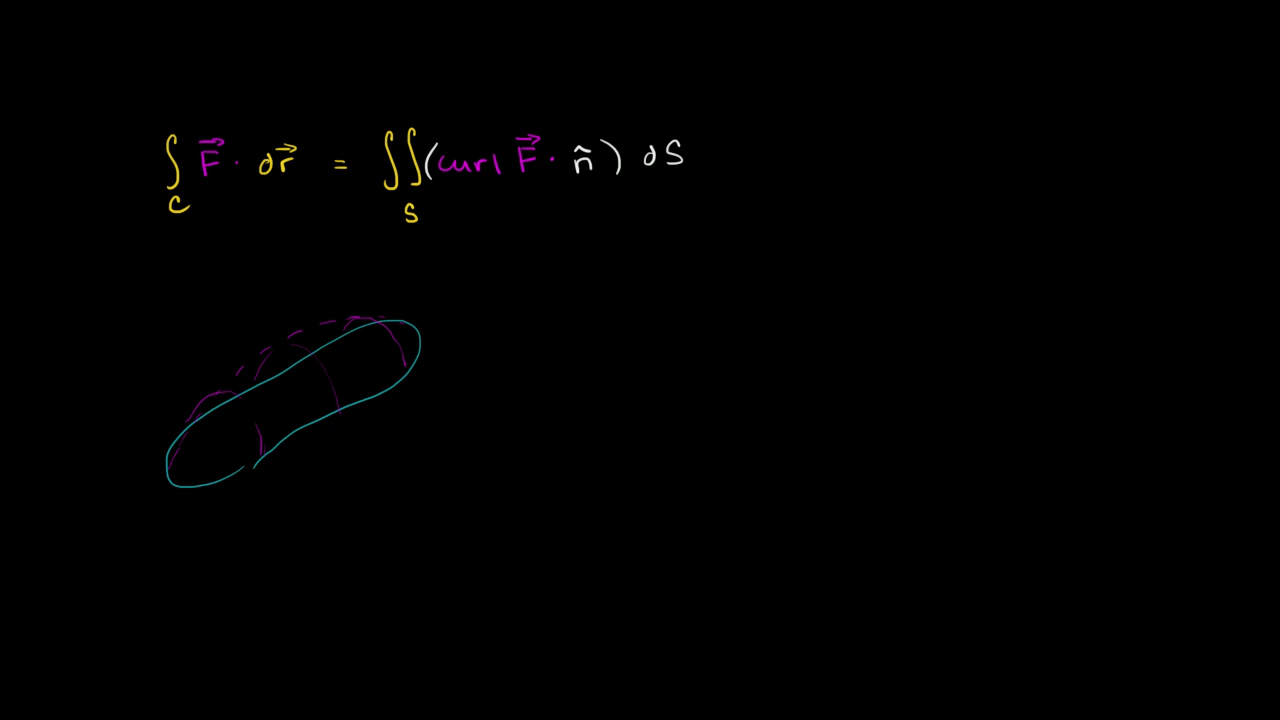 ∫_C F⃗ · dr⃗ = ∬_S (curl F⃗ · n̂) dS